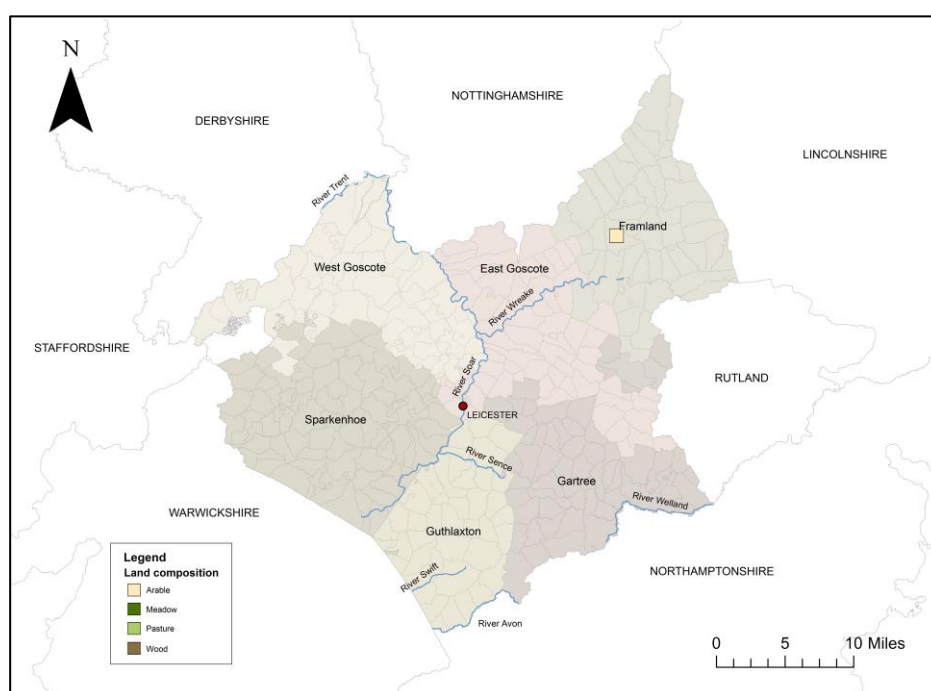 N
NOTTINGHAMSHIRE
DERBYSHIRE
LINCOLNSHIRE
River Trent
Framland
West Goscote
East Goscote
River Wreake
STAFFORDSHIRE
RUTLAND
River Soar
LEICESTER
Sparkenhoe
River Sence
Gartree
River Welland
WARWICKSHIRE
Guthlaxton
NORTHAMPTONSHIRE
River Swift
River Avon
Legend
Land composition
Arable
Meadow
Pasture
Wood
0 5 10 Miles